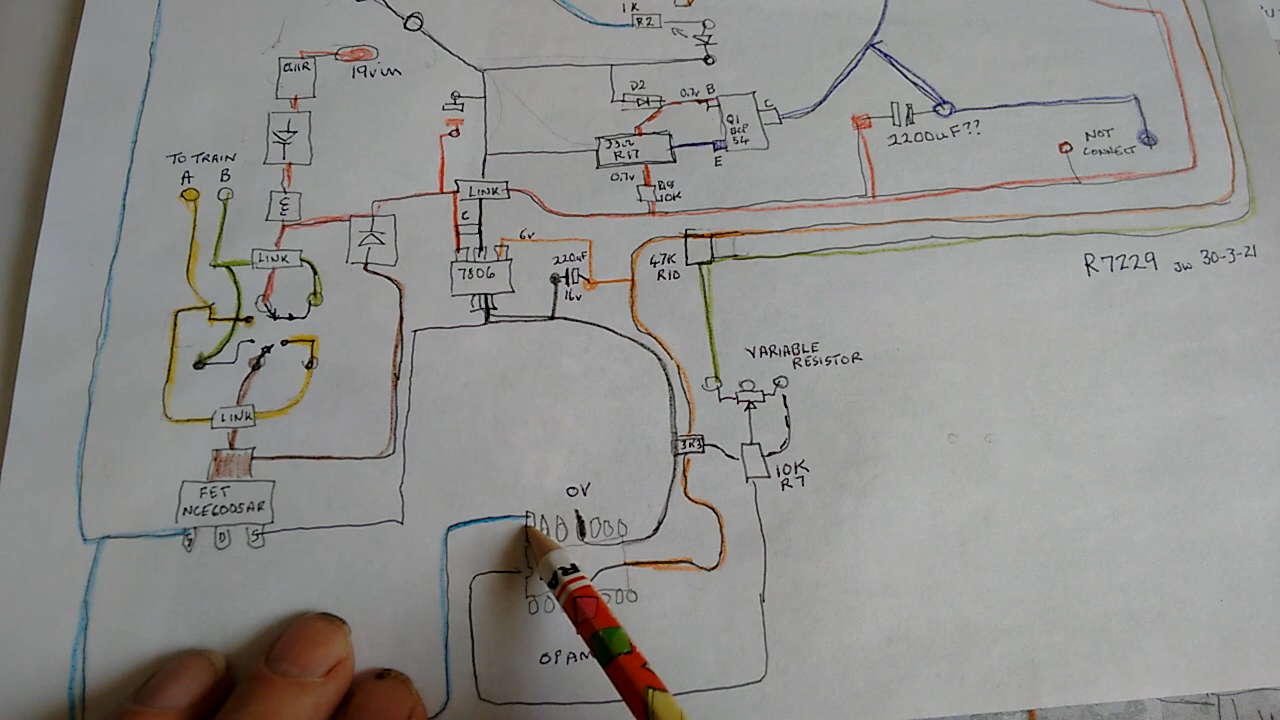 1K
R2
19v in
D2
0.7v
B
C
Q1
BCP
54
33Ω
R17
E
0.7v
2200uF??
NOT
CONNECT
TO TRAIN
A B
LINK
R8
10K
C
6v
7806
220uF
16v
47K
R10
R7229 JW 30-3-21
LINK
VARIABLE
RESISTOR
LINK
3K3
10K
R7
FET
NCE6005AR
G D S
0V
OPAM